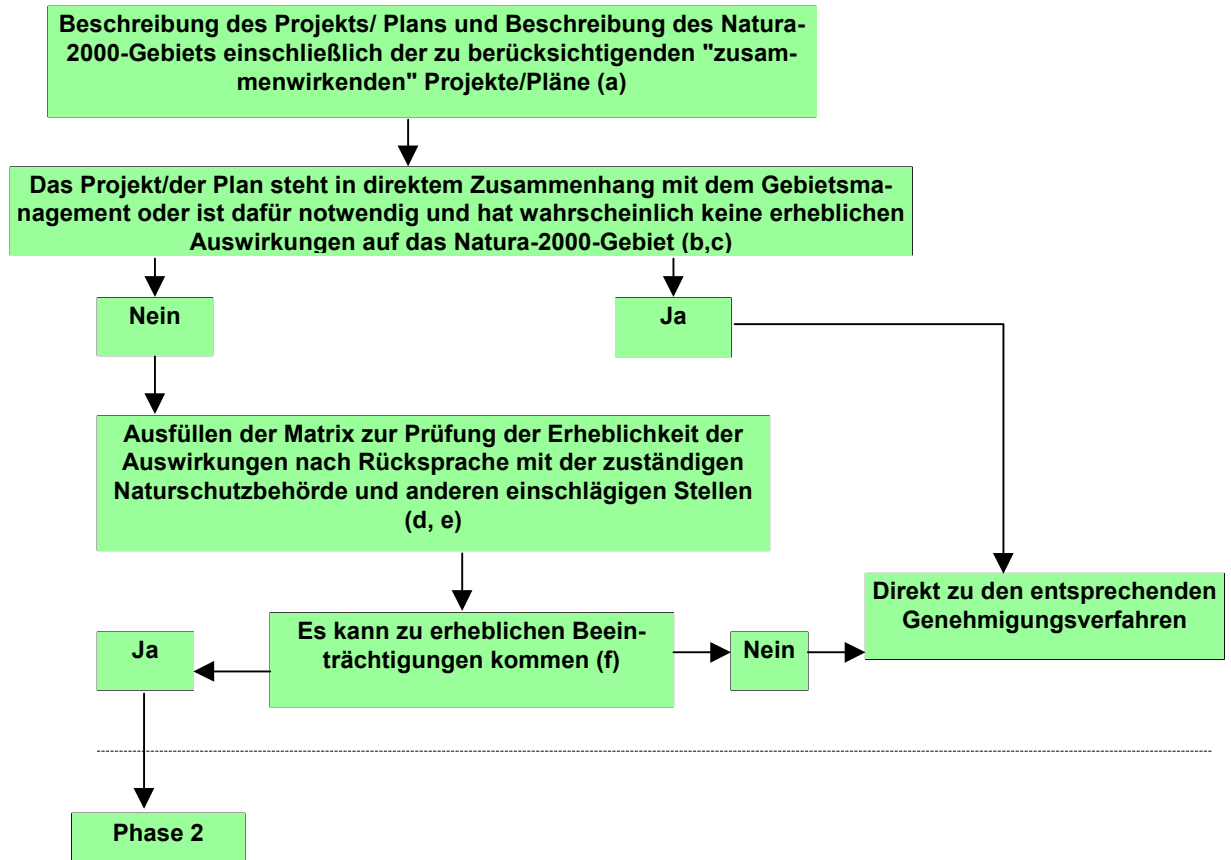 Beschreibung des Projekts/ Plans und Beschreibung des Natura-
2000-Gebiets einschließlich der zu berücksichtigenden "zusam-
menwirkenden" Projekte/Pläne (a)
Das Projekt/der Plan steht in direktem Zusammenhang mit dem Gebietsma-
nagement oder ist dafür notwendig und hat wahrscheinlich keine erheblichen
Auswirkungen auf das Natura-2000-Gebiet (b,c)
Nein
Ja
Ausfüllen der Matrix zur Prüfung der Erheblichkeit der
Auswirkungen nach Rücksprache mit der zuständigen
Naturschutzbehörde und anderen einschlägigen Stellen
(d, e)
Direkt zu den entsprechenden
Genehmigungsverfahren
Es kann zu erheblichen Beein-
trächtigungen kommen (f)
Ja
Nein
Phase 2